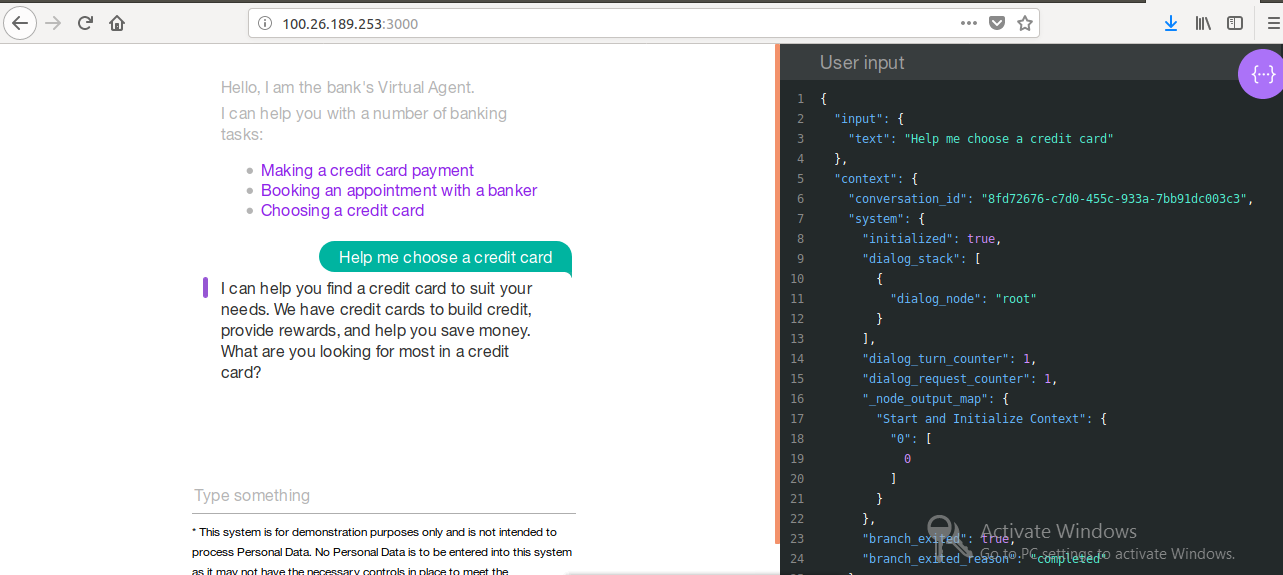 100.26.189.253:3000
Hello, I am the bank's Virtual Agent.
I can help you with a number of banking
tasks:
Making a credit card payment
Booking an appointment with a banker
Choosing a credit card
Help me choose a credit card
I can help you find a credit card to suit your
needs. We have credit cards to build credit,
provide rewards, and help you save money.
What are you looking for most in a credit
card?
Type something
* This system is for demonstration purposes only and is not intended to
process Personal Data. No Personal Data is to be entered into this system
as it may not have the necessary controls in place to meet the
User input
{...}
1 {
2 "input": {
3 "text": "Help me choose a credit card"
4 },
5 "context": {
6 "conversation_id": "8fd72676-c7d0-455c-933a-7bb91dc003c3",
7 "system": {
8 "initialized": true,
9 "dialog_stack": [
10 {
11 "dialog_node": "root"
12 }
13 ],
14 "dialog_turn_counter": 1,
15 "dialog_request_counter": 1,
16 "_node_output_map": {
17 "Start and Initialize Context": {
18 "0": [
19 0
20 ]
21 }
22 },
23 "branch_exited": true,
24 "branch_exited_reason": "completed"
Activate Windows
Go to PC settings to activate Windows.